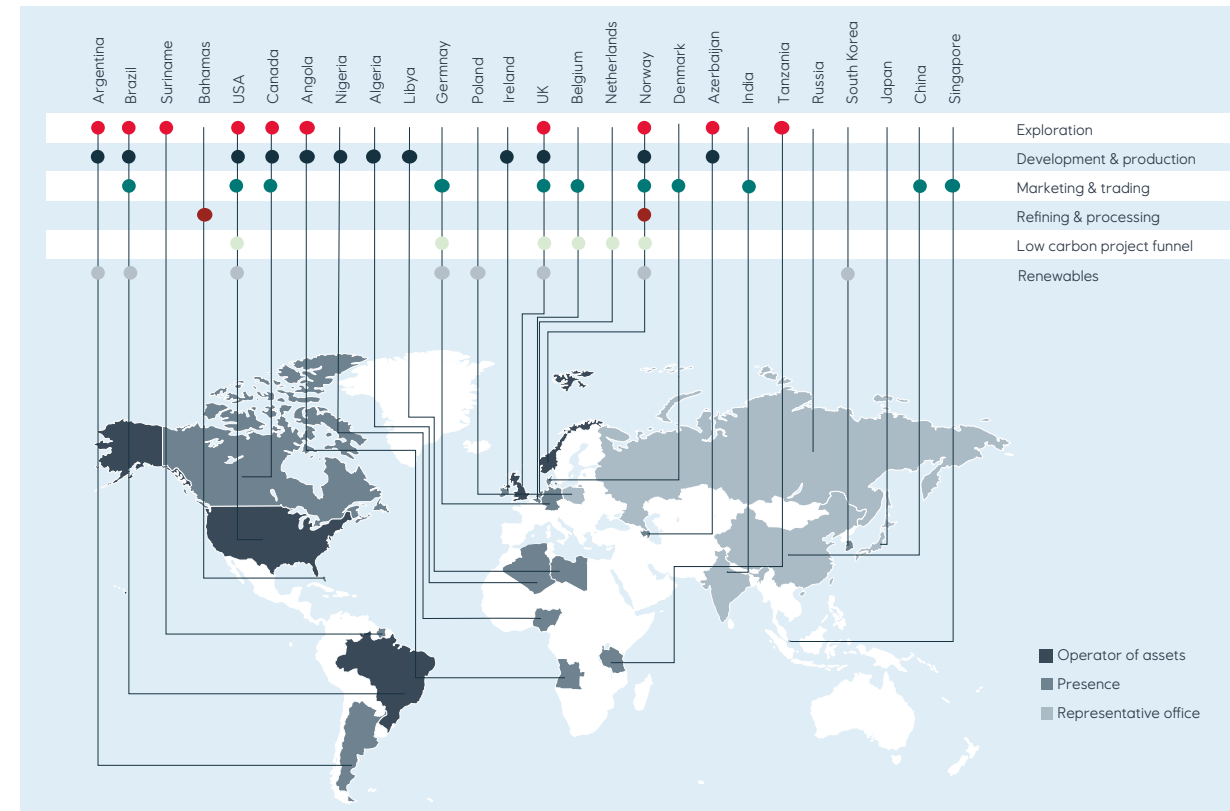 Argentina
Brazil
Suriname
Bahamas
USA
Canada
Angola
Nigeria
Algeria
Libya
Germnay
Poland
Ireland
UK
Belgium
Netherlands
Norway
Denmark
Azerbaijan
India
Tanzania
Russia
South Korea
Japan
China
Singapore
Exploration
Development & production
Marketing & trading
Refining & processing
Low carbon project funnel
Renewables
Operator of assets
Presence
Representative office